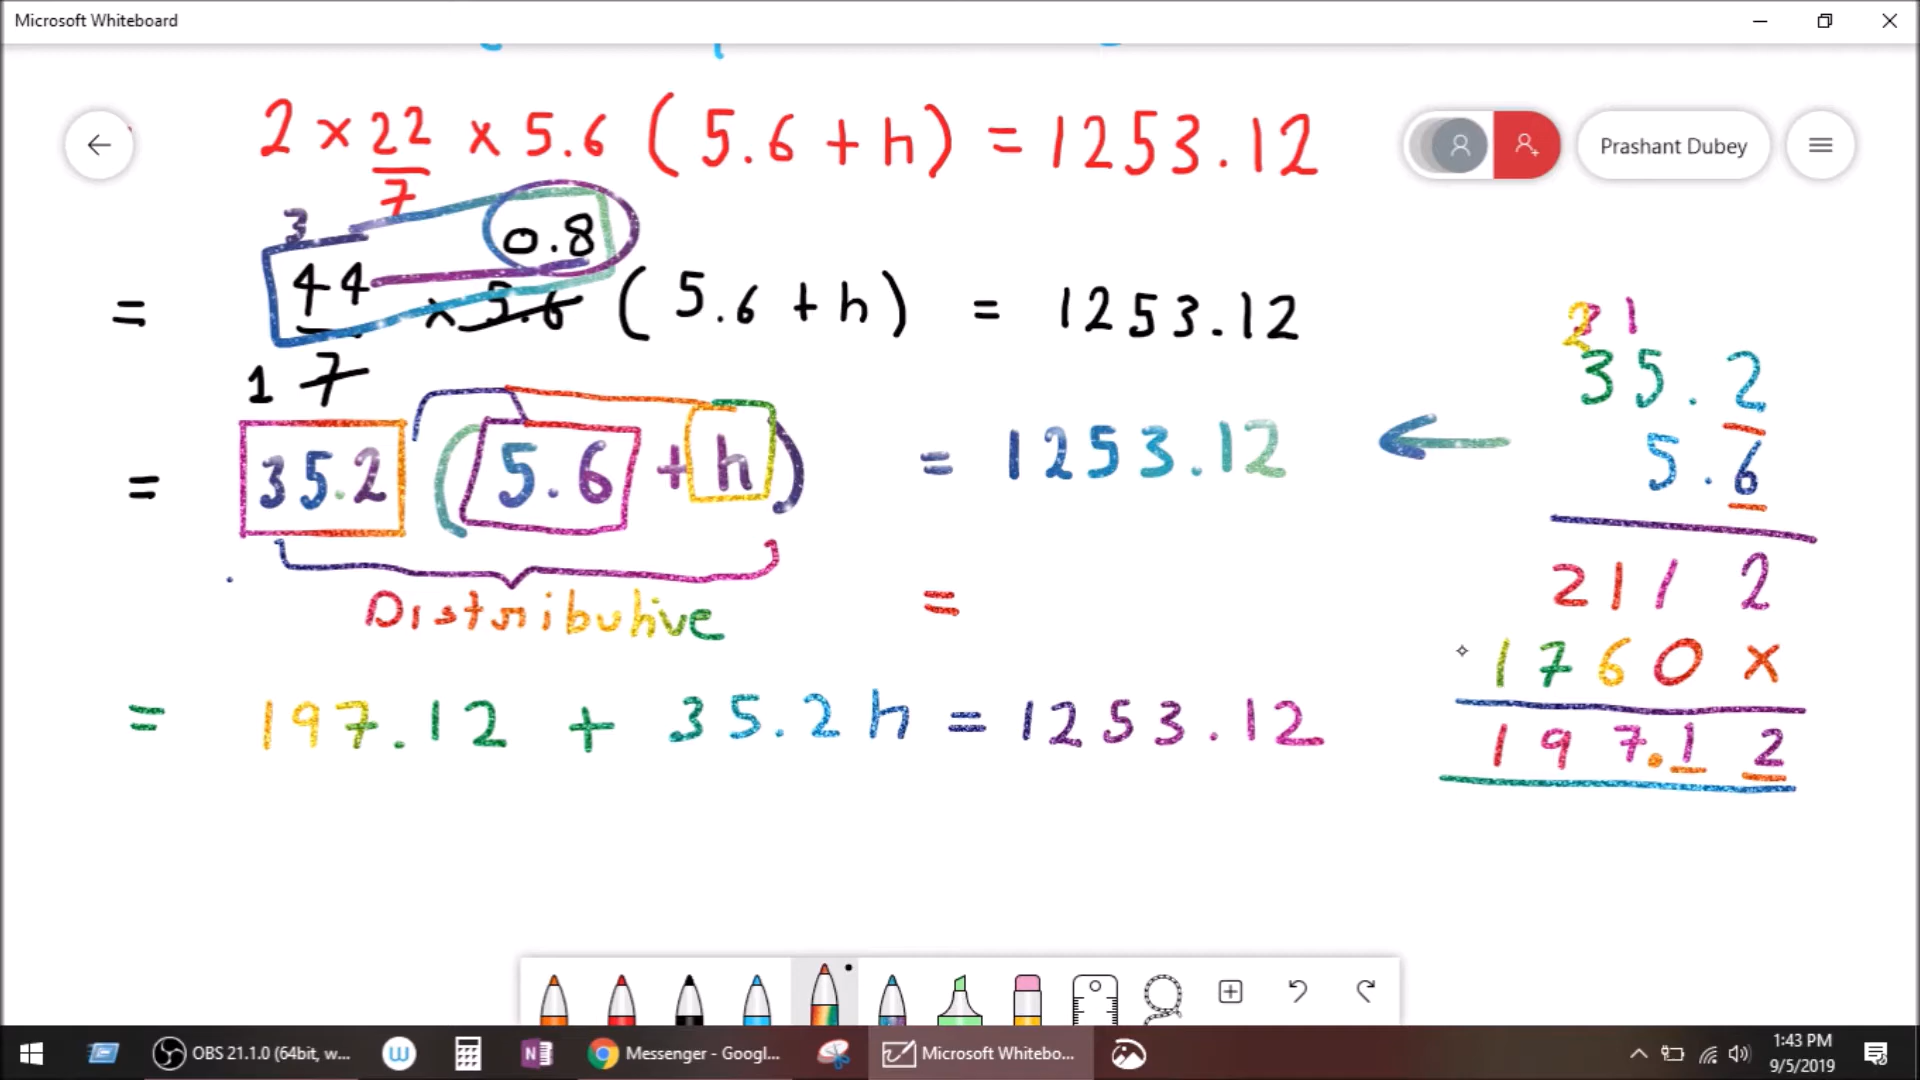 Microsoft Whiteboard
2 × 22/7 × 5.6 (5.6 + h) = 1253.12
Prashant Dubey
3
0.8
= 44/7 × 5.6 (5.6 + h) = 1253.12
1
= 35.2 (5.6 + h) = 1253.12
Distributive =
= 197.12 + 35.2h = 1253.12
2 1
35.2
5.6
2112
1760×
197.12
OBS 21.1.0 (64bit, w...
Messenger - Googl...
Microsoft Whitebo...
1:43 PM
9/5/2019